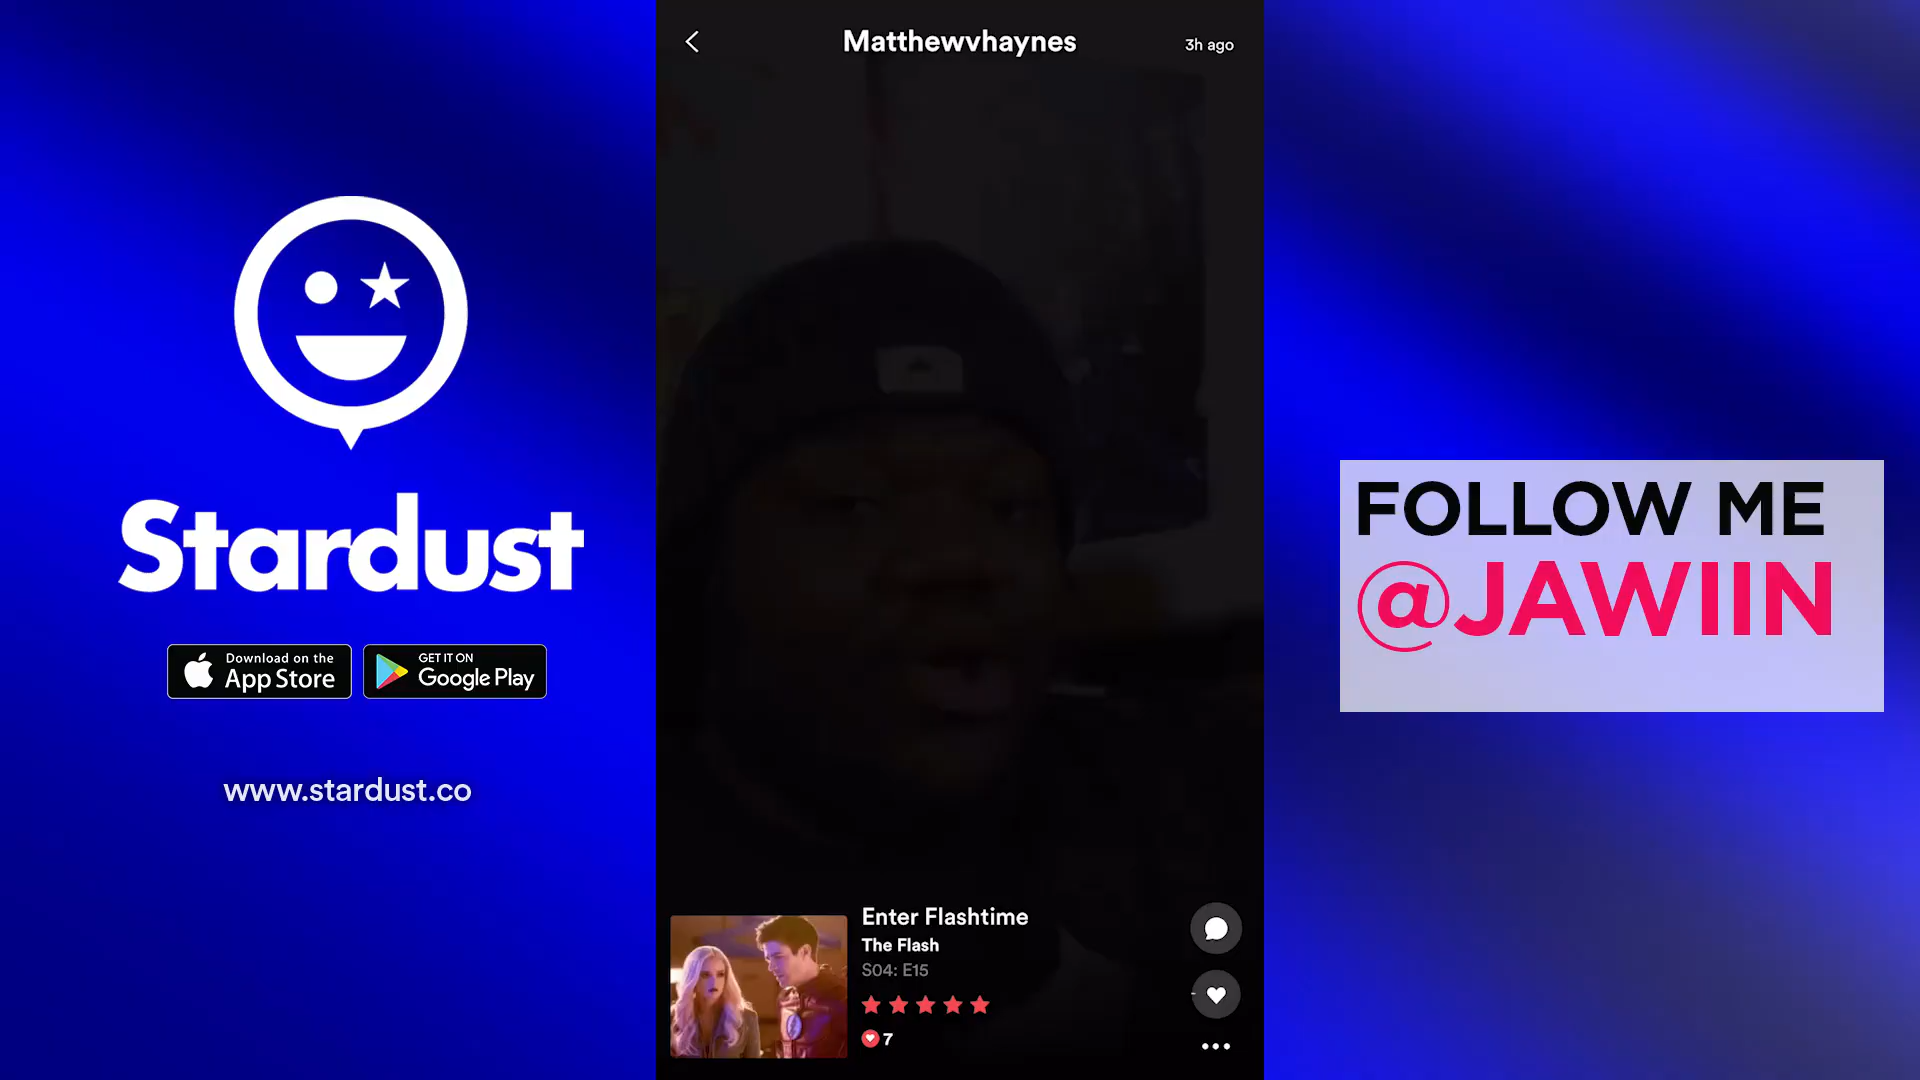 Stardust
Download on the
App Store
GET IT ON
Google Play
www.stardust.co
Matthewvhaynes
3h ago
Enter Flashtime
The Flash
S04: E15
7
FOLLOW ME
@JAWIIN